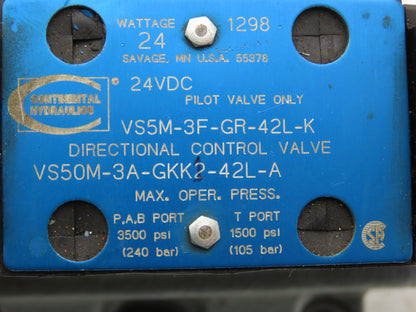 WATTAGE 1298
24
SAVAGE, MN U.S.A. 55378
CONTINENTAL
HYDRAULICS
24VDC
PILOT VALVE ONLY
VS5M-3F-GR-42L-K
DIRECTIONAL CONTROL VALVE
VS50M-3A-GKK2-42L-A
MAX. OPER. PRESS.
P,A,B PORT T PORT
3500 psi 1500 psi
(240 bar) (105 bar)